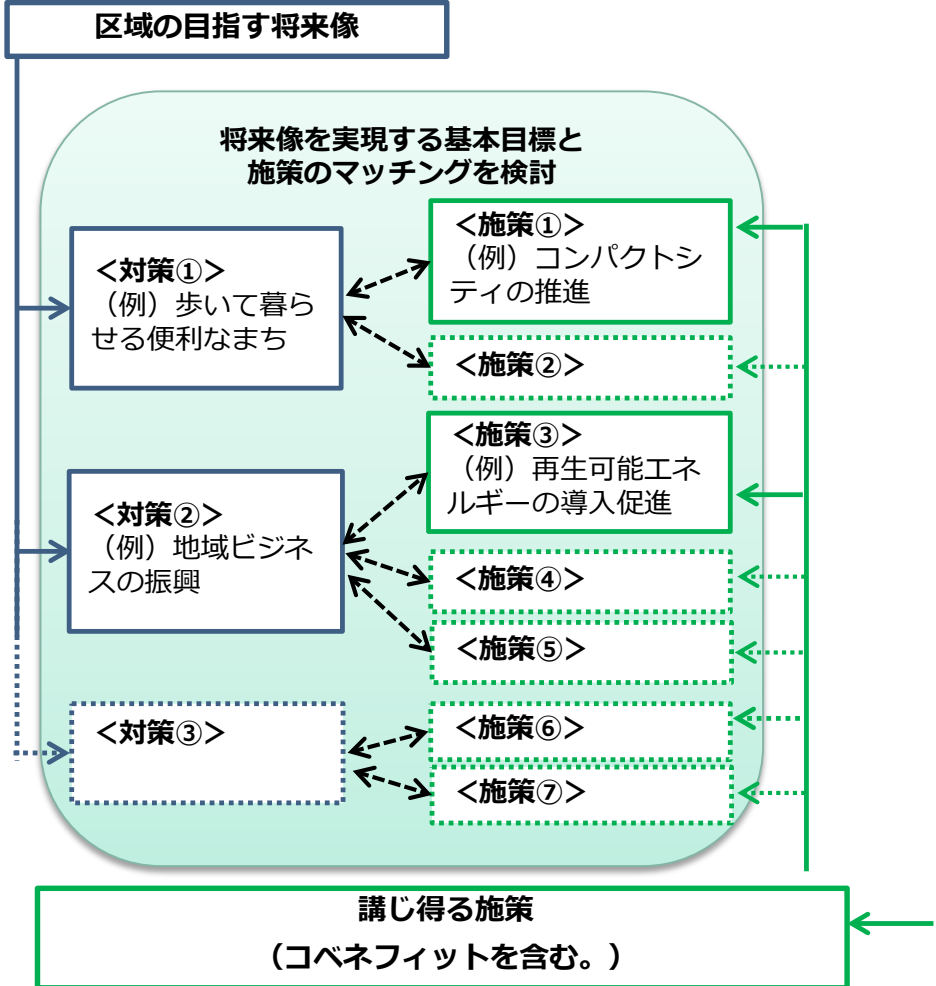 区域の目指す将来像
将来像を実現する基本目標と
施策のマッチングを検討
＜対策①＞
（例）歩いて暮ら
せる便利なまち
＜施策①＞
（例）コンパクトシ
ティの推進
＜施策②＞
＜対策②＞
（例）地域ビジネ
スの振興
＜施策③＞
（例）再生可能エネ
ルギーの導入促進
＜施策④＞
＜施策⑤＞
＜対策③＞
＜施策⑥＞
＜施策⑦＞
講じ得る施策
（コベネフィットを含む。）